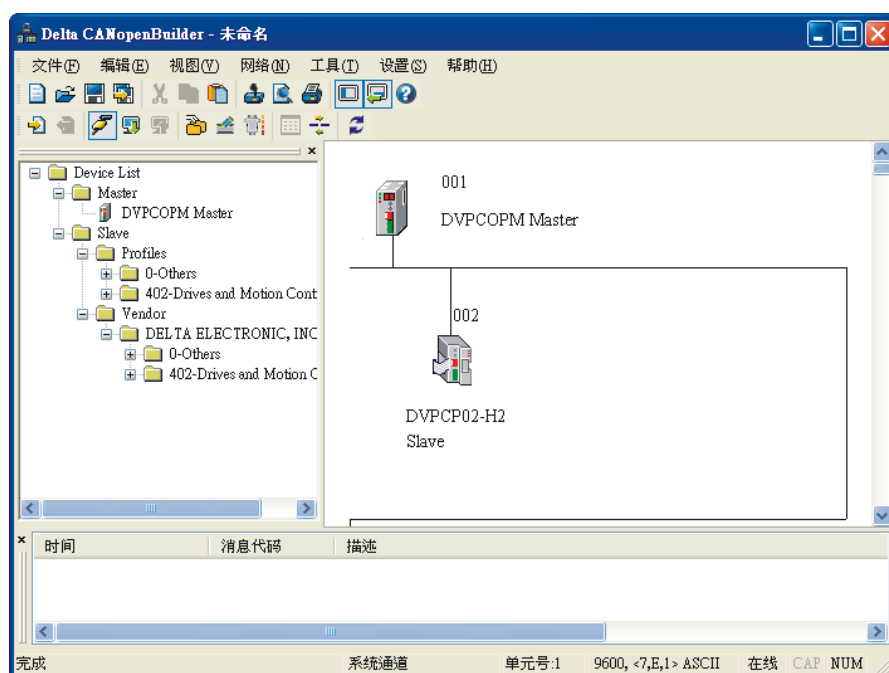 Delta CANopenBuilder - 未命名
文件(F) 编辑(E) 视图(V) 网络(N) 工具(T) 设置(S) 帮助(H)
Device List
Master
DVPCOPM Master
Slave
Profiles
0-Others
402-Drives and Motion Cont
Vendor
DELTA ELECTRONIC, INC
0-Others
402-Drives and Motion C
001
DVPCOPM Master
002
DVPCP02-H2
Slave
时间 消息代码 描述
完成 系统通道 单元号:1 9600, <7,E,1> ASCII 在线 CAP NUM